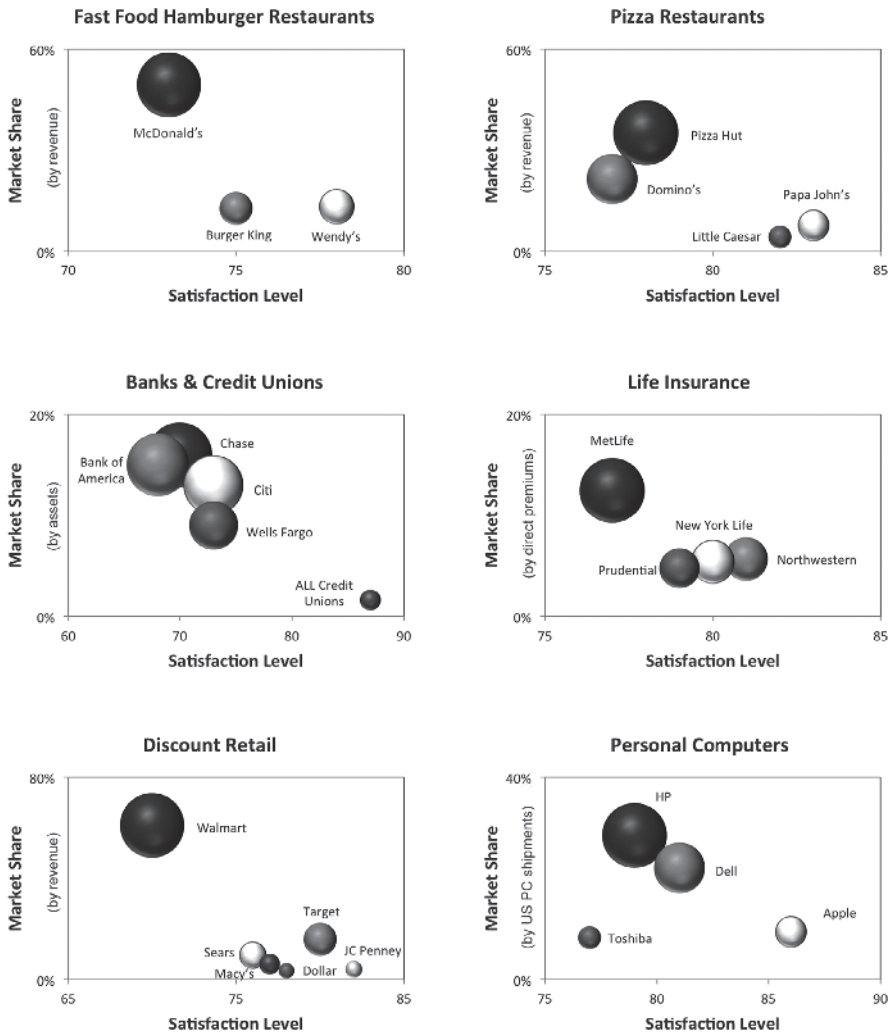 Fast Food Hamburger Restaurants
60%
Market Share
(by revenue)
McDonald's
Burger King
Wendy's
0%
70
75
80
Satisfaction Level
Pizza Restaurants
60%
Market Share
(by revenue)
Pizza Hut
Domino's
Papa John's
Little Caesar
0%
75
80
85
Satisfaction Level
Banks & Credit Unions
20%
Market Share
(by assets)
Chase
Bank of
America
Citi
Wells Fargo
ALL Credit
Unions
0%
60
70
80
90
Satisfaction Level
Life Insurance
20%
Market Share
(by direct premiums)
MetLife
New York Life
Prudential
Northwestern
0%
75
80
85
Satisfaction Level
Discount Retail
80%
Market Share
(by revenue)
Walmart
Target
Sears
JC Penney
Macy's
Dollar
0%
65
75
85
Satisfaction Level
Personal Computers
40%
Market Share
(by US PC shipments)
HP
Dell
Apple
Toshiba
0%
75
80
85
90
Satisfaction Level